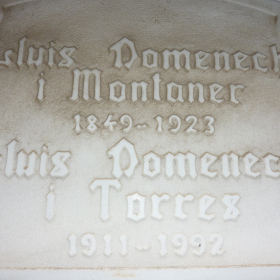 Lluis Domenech
i Montaner
1849-1923
Lluis Domenech
i Torres
1911-1992